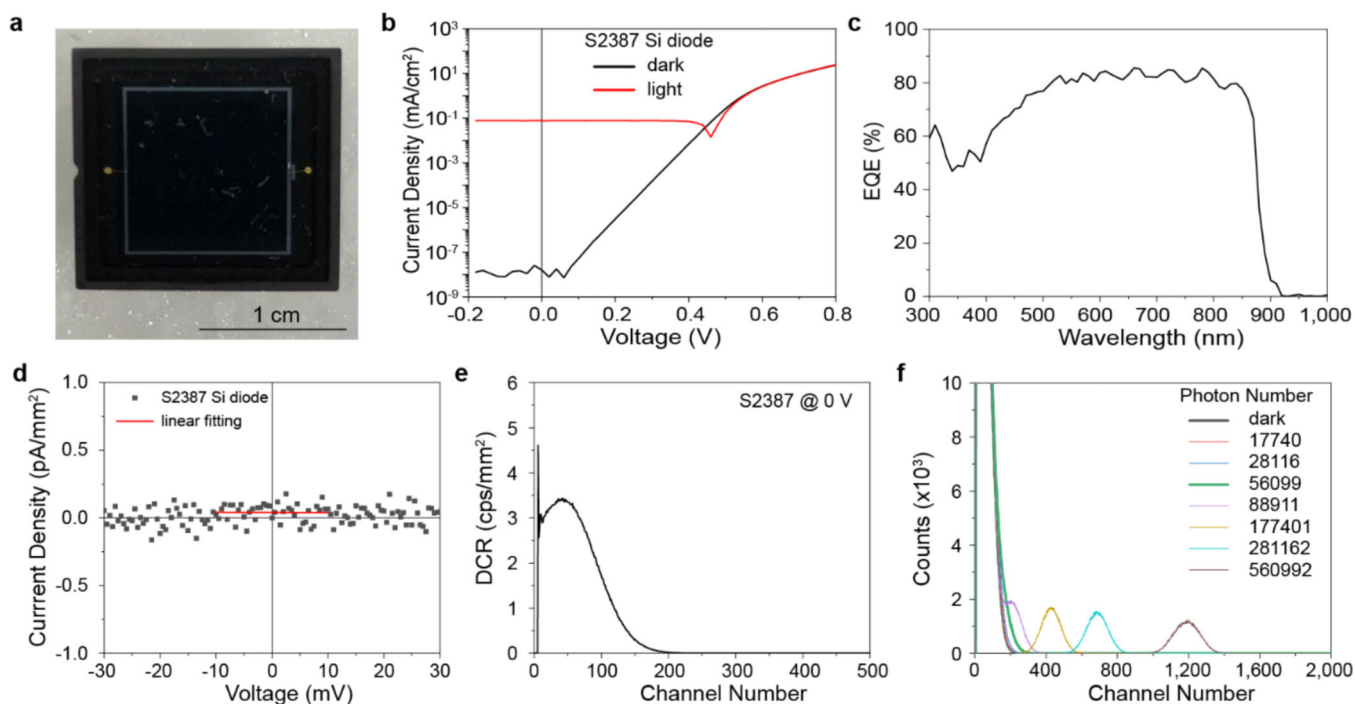 a
1 cm
b
S2387 Si diode
dark
light
10³
10¹
10⁻¹
10⁻³
10⁻⁵
10⁻⁷
10⁻⁹
Current Density (mA/cm²)
-0.2 0.0 0.2 0.4 0.6 0.8
Voltage (V)
c
100
80
60
40
20
0
EQE (%)
300 400 500 600 700 800 900 1,000
Wavelength (nm)
d
S2387 Si diode
linear fitting
1.0
0.5
0.0
-0.5
-1.0
Currrent Density (pA/mm²)
-30 -20 -10 0 10 20 30
Voltage (mV)
e
S2387 @ 0 V
6
5
4
3
2
1
0
DCR (cps/mm²)
0 100 200 300 400 500
Channel Number
f
Photon Number
dark
17740
28116
56099
88911
177401
281162
560992
10
8
6
4
2
0
Counts (x10³)
0 400 800 1,200 1,600 2,000
Channel Number